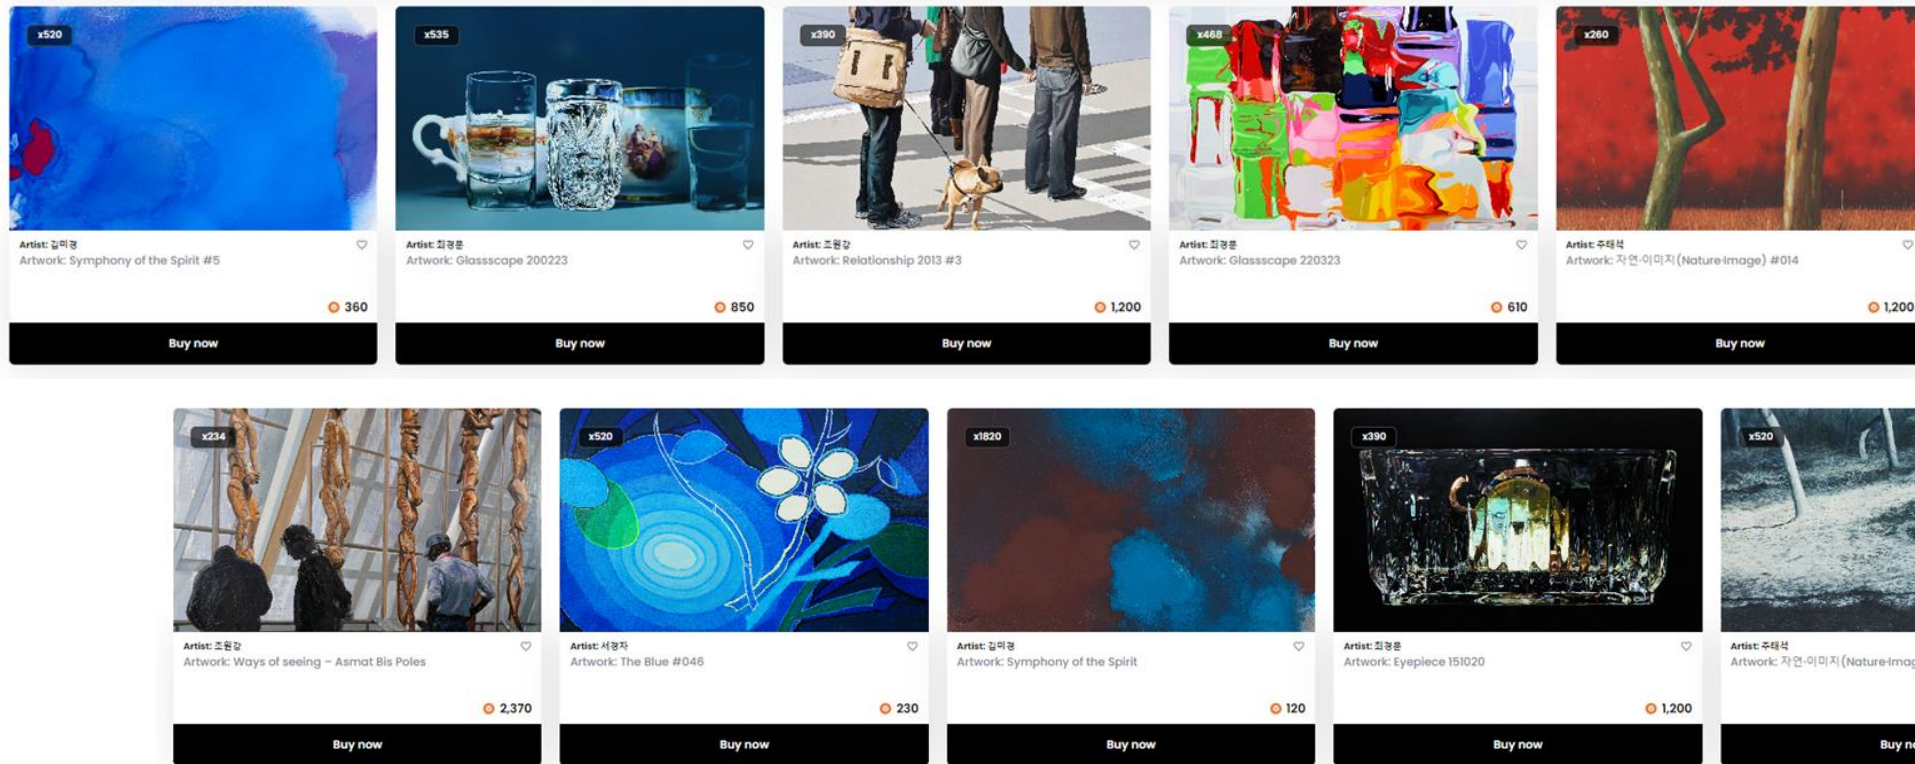 x520
Artist: 김미경
Artwork: Symphony of the Spirit #5
360
Buy now
x535
Artist: 최경문
Artwork: Glassscape 200223
850
Buy now
x390
Artist: 조원강
Artwork: Relationship 2013 #3
1,200
Buy now
x468
Artist: 최경문
Artwork: Glassscape 220323
610
Buy now
x260
Artist: 주태석
Artwork: 자연·이미지(Nature·Image) #014
1,200
Buy now
x234
Artist: 조원강
Artwork: Ways of seeing – Asmat Bis Poles
2,370
Buy now
x520
Artist: 서경자
Artwork: The Blue #046
230
Buy now
x1820
Artist: 김미경
Artwork: Symphony of the Spirit
120
Buy now
x390
Artist: 최경문
Artwork: Eyepiece 151020
1,200
Buy now
x520
Artist: 주태석
Artwork: 자연·이미지(Nature·Imag
Buy n